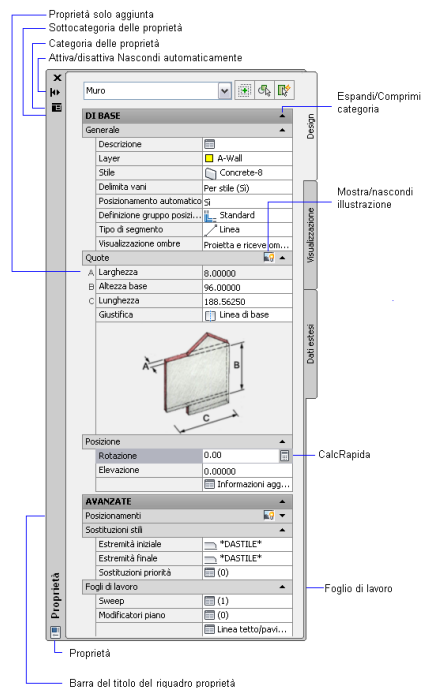 Proprietà solo aggiunta
Sottocategoria delle proprietà
Categoria delle proprietà
Attiva/disattiva Nascondi automaticamente
Muro
Espandi/Comprimi
categoria
DI BASE
Generale
Descrizione
Layer A-Wall
Stile Concrete-8
Delimita vani Per stile (Sì)
Posizionamento automatico Sì
Definizione gruppo posizi... Standard
Tipo di segmento Linea
Visualizzazione ombre Proietta e riceve om...
Design
Visualizzazione
Dati estesi
Mostra/nascondi
illustrazione
Quote
A Larghezza 8.00000
B Altezza base 96.00000
C Lunghezza 188.56250
Giustifica Linea di base
A
B
C
Posizione
Rotazione 0.00
CalcRapida
Elevazione 0.00000
Informazioni agg...
AVANZATE
Posizionamenti
Sostituzioni stili
Estremità iniziale *DASTILE*
Estremità finale *DASTILE*
Sostituzioni priorità (0)
Fogli di lavoro
Foglio di lavoro
Sweep (1)
Modificatori piano (0)
Linea tetto/pavi...
Proprietà
Proprietà
Barra del titolo del riquadro proprietà